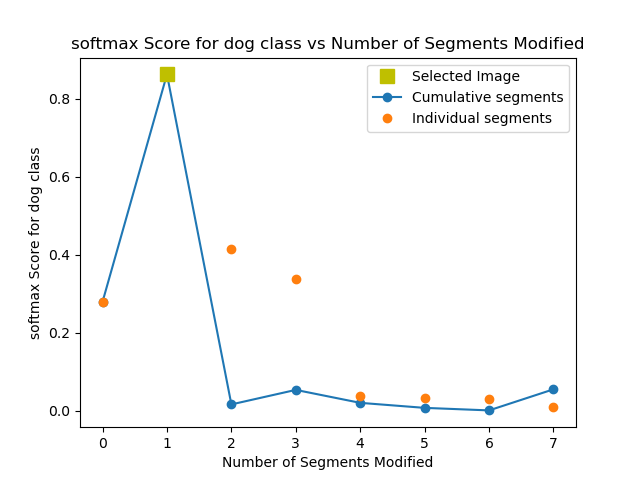 softmax Score for dog class vs Number of Segments Modified
Selected Image
Cumulative segments
Individual segments
softmax Score for dog class
0.8
0.6
0.4
0.2
0.0
0 1 2 3 4 5 6 7
Number of Segments Modified